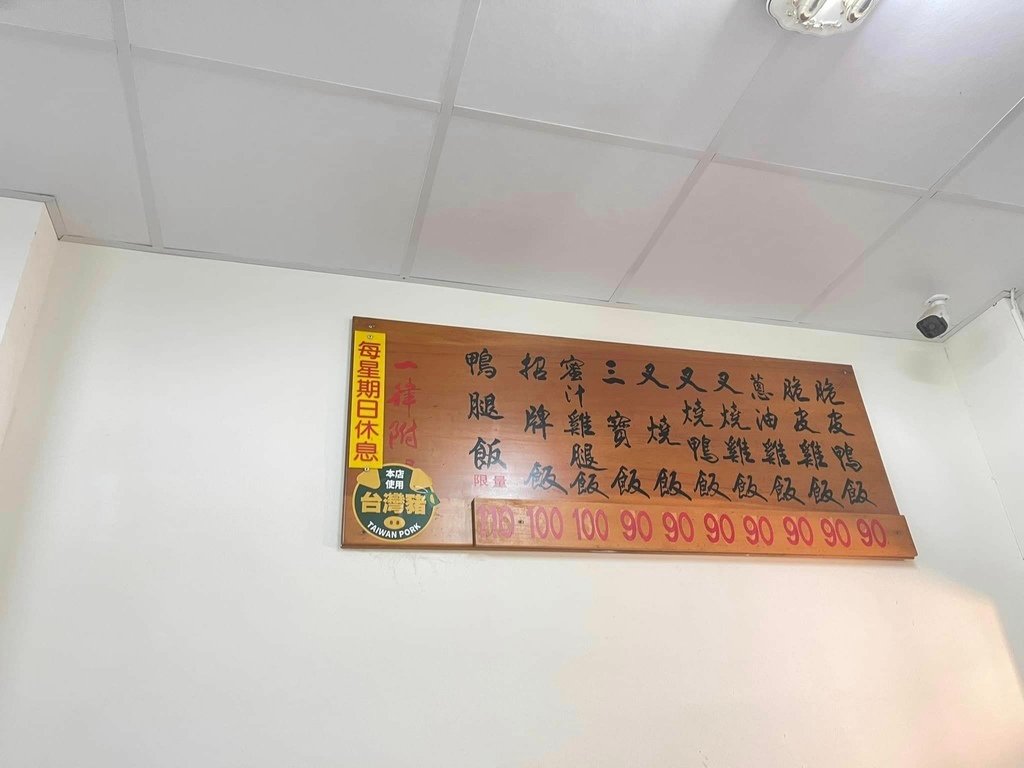 脆皮鴨飯
脆皮雞飯
蔥油雞飯
叉燒雞飯
叉燒鴨飯
叉燒飯
三寶飯
蜜汁雞腿飯
招牌飯
鴨腿飯
限量
一律附
每星期日休息
本店
使用
台灣豬
TAIWAN PORK
110 100 100 90 90 90 90 90 90 90